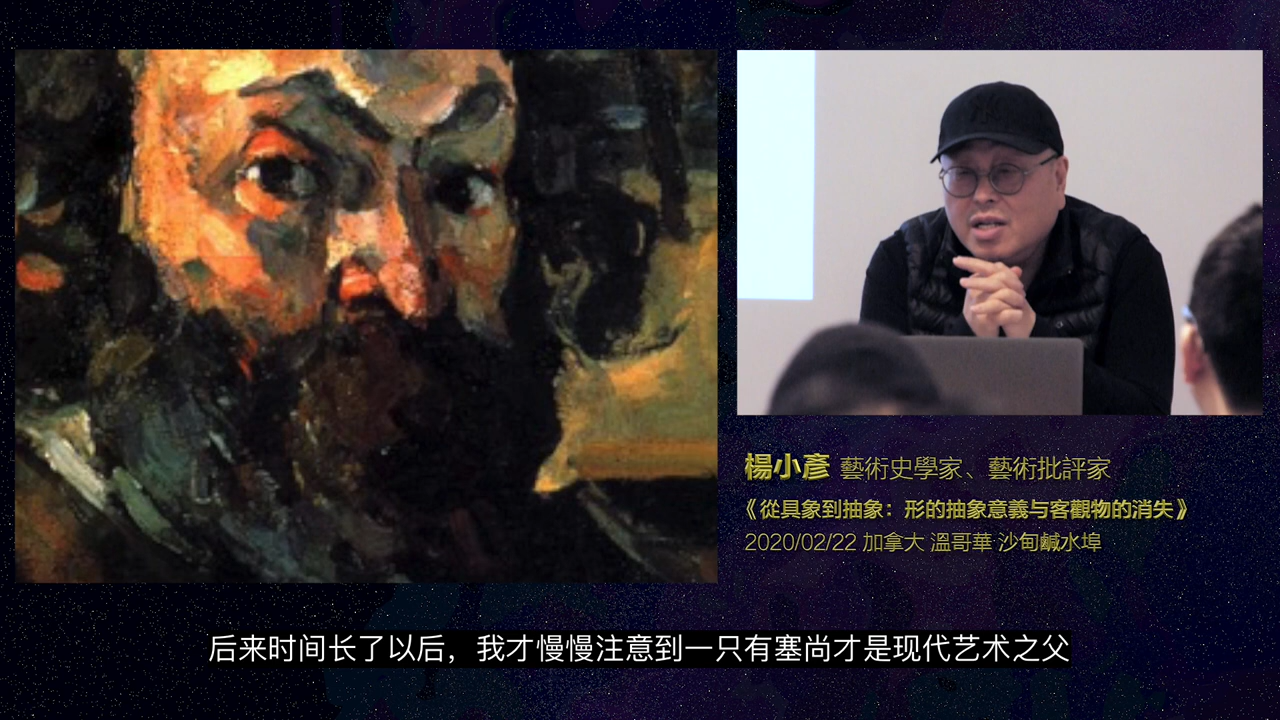 楊小彥 藝術史學家、藝術批評家
《從具象到抽象：形的抽象意義与客觀物的消失》
2020/02/22 加拿大 溫哥華 沙甸鹹水埠
后来时间长了以后，我才慢慢注意到一只有塞尚才是现代艺术之父